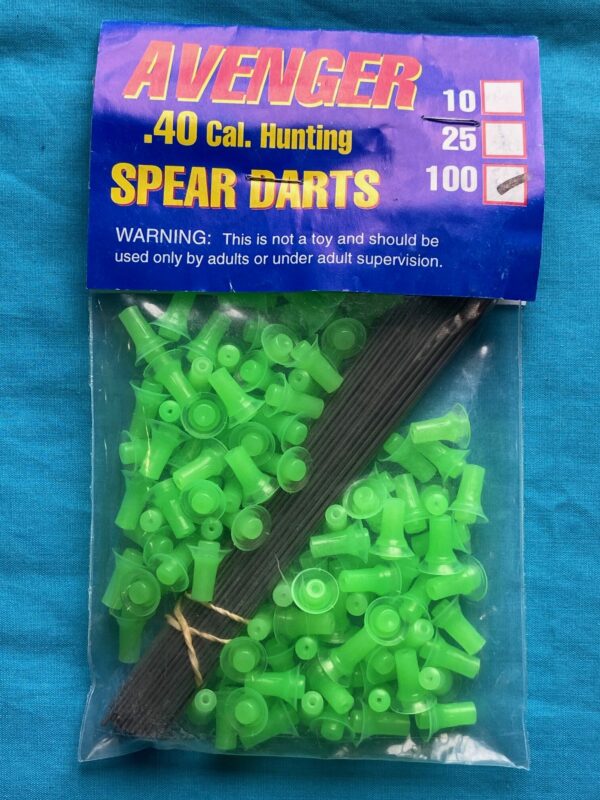 AVENGER
.40 Cal. Hunting
SPEAR DARTS
10
25
100
WARNING: This is not a toy and should be
used only by adults or under adult supervision.